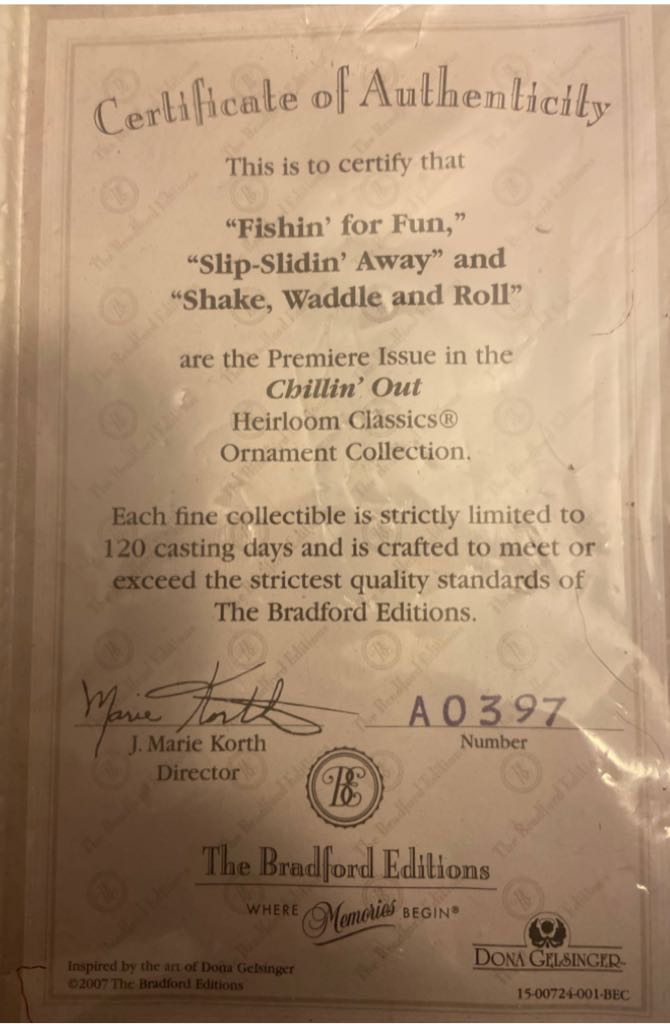 Certificate of Authenticity
This is to certify that
“Fishin’ for Fun,”
“Slip-Slidin’ Away” and
“Shake, Waddle and Roll”
are the Premiere Issue in the
Chillin’ Out
Heirloom Classics®
Ornament Collection.
Each fine collectible is strictly limited to
120 casting days and is crafted to meet or
exceed the strictest quality standards of
The Bradford Editions.
Marie Korth
A0397
J. Marie Korth
Number
Director
BE
The Bradford Editions
WHERE Memories BEGIN®
DONA GELSINGER™
Inspired by the art of Dona Gelsinger
©2007 The Bradford Editions
15-00724-001-BEC